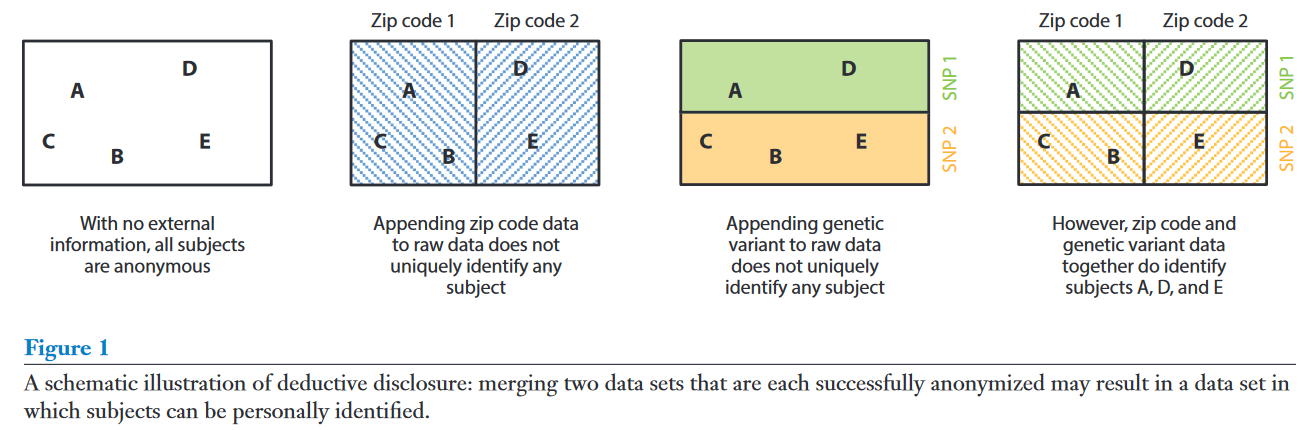 A
D
C
B
E
With no external
information, all subjects
are anonymous
Zip code 1 Zip code 2
A
D
C
B
E
Appending zip code data
to raw data does not
uniquely identify any
subject
A
D
SNP 1
C
B
E
SNP 2
Appending genetic
variant to raw data
does not uniquely
identify any subject
Zip code 1 Zip code 2
A
D
SNP 1
C
B
E
SNP 2
However, zip code and
genetic variant data
together do identify
subjects A, D, and E
Figure 1
A schematic illustration of deductive disclosure: merging two data sets that are each successfully anonymized may result in a data set in
which subjects can be personally identified.